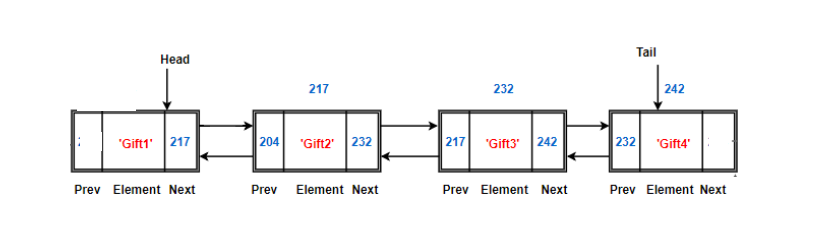 Head
Tail
217
232
242
'Gift1' 217
204 'Gift2' 232
217 'Gift3' 242
232 'Gift4'
Prev Element Next
Prev Element Next
Prev Element Next
Prev Element Next